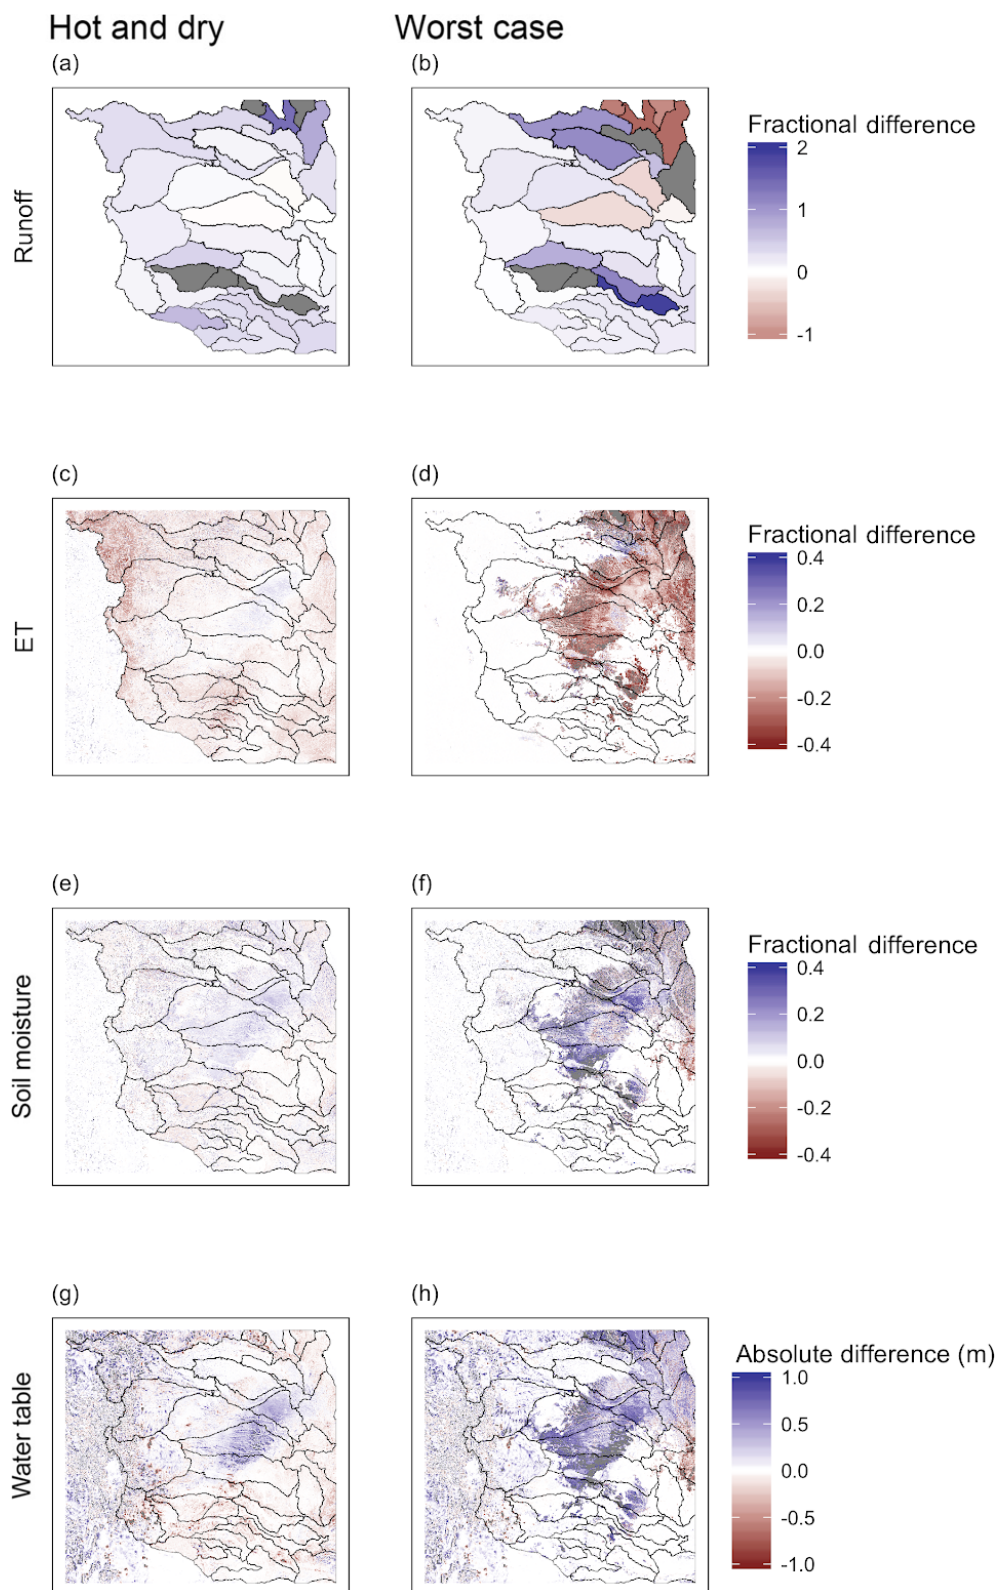 Hot and dry
Worst case
(a)
(b)
Runoff
Fractional difference
2
1
0
-1
(c)
(d)
ET
Fractional difference
0.4
0.2
0.0
-0.2
-0.4
(e)
(f)
Soil moisture
Fractional difference
0.4
0.2
0.0
-0.2
-0.4
(g)
(h)
Water table
Absolute difference (m)
1.0
0.5
0.0
-0.5
-1.0